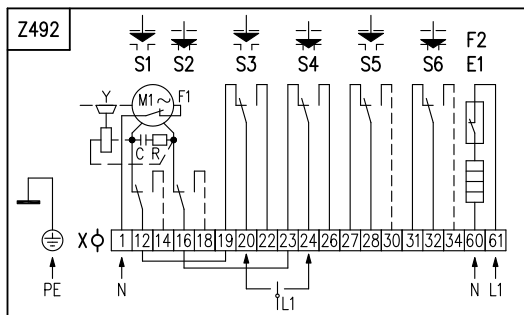 Z492
S1 S2 S3 S4 S5 S6 F2
E1
Y M1~ F1
C R
X 1 12 14 16 18 19 20 22 23 24 26 27 28 30 31 32 34 60 61
PE N L1 N L1